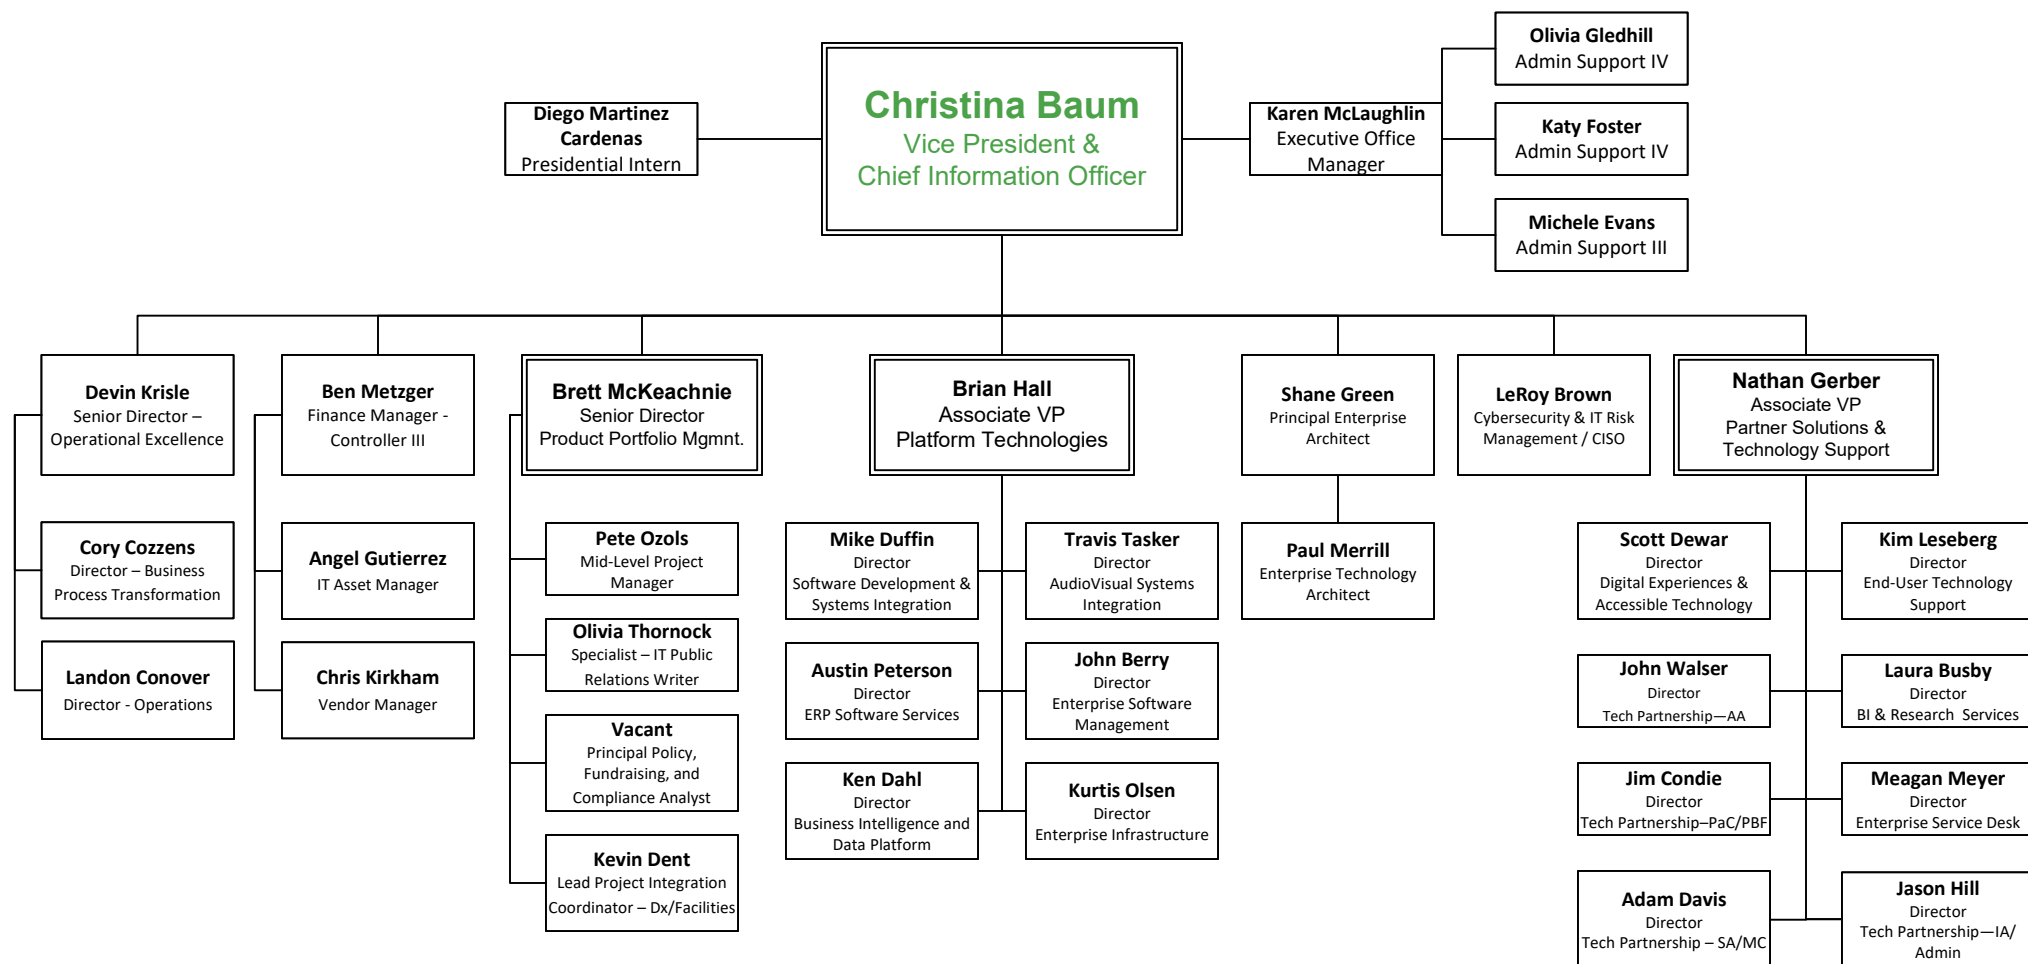 Christina Baum
Vice President &
Chief Information Officer
Diego Martinez
Cardenas
Presidential Intern
Karen McLaughlin
Executive Office
Manager
Olivia Gledhill
Admin Support IV
Katy Foster
Admin Support IV
Michele Evans
Admin Support III
Devin Krisle
Senior Director –
Operational Excellence
Cory Cozzens
Director – Business
Process Transformation
Landon Conover
Director - Operations
Ben Metzger
Finance Manager -
Controller III
Angel Gutierrez
IT Asset Manager
Chris Kirkham
Vendor Manager
Brett McKeachnie
Senior Director
Product Portfolio Mgmnt.
Pete Ozols
Mid-Level Project
Manager
Olivia Thornock
Specialist – IT Public
Relations Writer
Vacant
Principal Policy,
Fundraising, and
Compliance Analyst
Kevin Dent
Lead Project Integration
Coordinator – Dx/Facilities
Brian Hall
Associate VP
Platform Technologies
Mike Duffin
Director
Software Development &
Systems Integration
Travis Tasker
Director
AudioVisual Systems
Integration
Austin Peterson
Director
ERP Software Services
John Berry
Director
Enterprise Software
Management
Ken Dahl
Director
Business Intelligence and
Data Platform
Kurtis Olsen
Director
Enterprise Infrastructure
Shane Green
Principal Enterprise
Architect
Paul Merrill
Enterprise Technology
Architect
LeRoy Brown
Cybersecurity & IT Risk
Management / CISO
Nathan Gerber
Associate VP
Partner Solutions &
Technology Support
Scott Dewar
Director
Digital Experiences &
Accessible Technology
Kim Leseberg
Director
End-User Technology
Support
John Walser
Director
Tech Partnership—AA
Laura Busby
Director
BI & Research  Services
Jim Condie
Director
Tech Partnership–PaC/PBF
Meagan Meyer
Director
Enterprise Service Desk
Adam Davis
Director
Tech Partnership – SA/MC
Jason Hill
Director
Tech Partnership—IA/
Admin